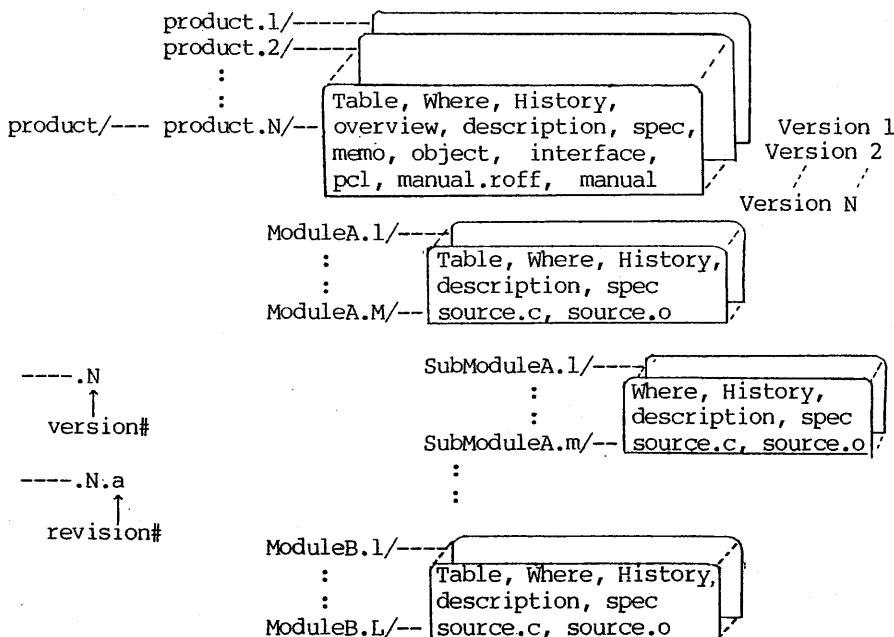 product.1/------
product.2/-----
:
:
product/--- product.N/--
Table, Where, History,
overview, description, spec,
memo, object, interface,
pcl, manual.roff, manual
Version 1
Version 2
Version N
ModuleA.1/----
:
:
ModuleA.M/--
Table, Where, History,
description, spec
source.c, source.o
SubModuleA.1/----
:
:
SubModuleA.m/--
Where, History,
description, spec
source.c, source.o
:
:
----.N
↑
version#
----.N.a
↑
revision#
ModuleB.1/----
:
:
ModuleB.L/--
Table, Where, History,
description, spec
source.c, source.o